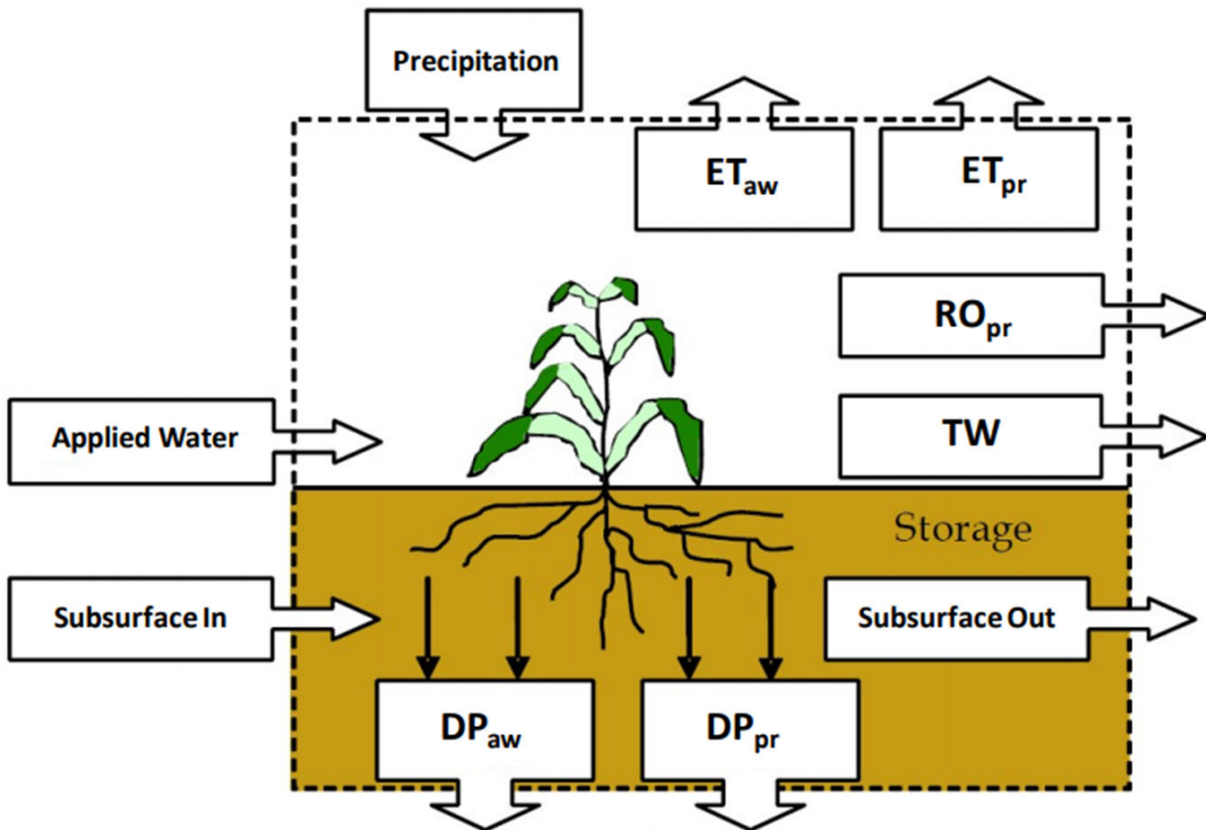 Precipitation
ETaw
ETpr
ROpr
Applied Water
TW
Storage
Subsurface In
Subsurface Out
DPaw
DPpr